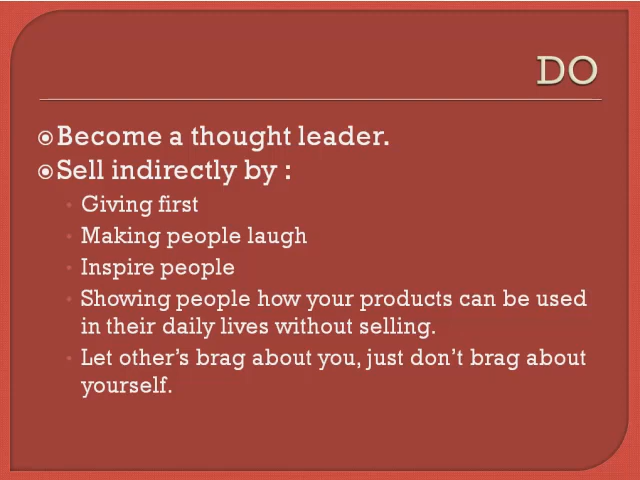 DO
Become a thought leader.
Sell indirectly by :
Giving first
Making people laugh
Inspire people
Showing people how your products can be used
in their daily lives without selling.
Let other’s brag about you, just don’t brag about
yourself.